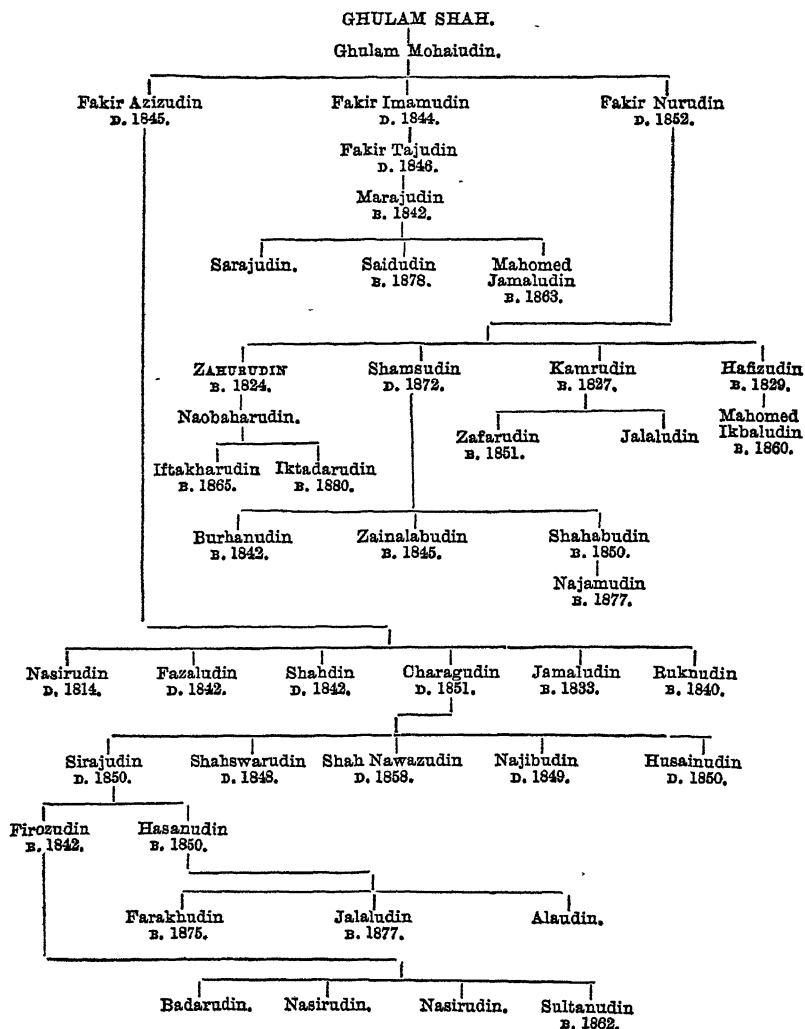 GHULAM SHAH.
Ghulam Mohaiudin.
Fakir Azizudin Fakir Imamudin Fakir Nurudin
D. 1845. D. 1844. D. 1852.
Fakir Tajudin
D. 1846.
Marajudin
B. 1842.
Sarajudin. Saidudin Mahomed
B. 1878. Jamaludin
B. 1863.
ZAHURUDIN Shamsudin Kamrudin Hafizudin
B. 1824. D. 1872. B. 1827. B. 1829.
Naobaharudin. Mahomed
Zafarudin Jalaludin Ikbaludin
B. 1851. B. 1860.
Iftakharudin Iktadarudin
B. 1865. B. 1880.
Burhanudin Zainalabudin Shahabudin
B. 1842. B. 1845. B. 1850.
Najamudin
B. 1877.
Nasirudin Fazaludin Shahdin Charagudin Jamaludin Ruknudin
D. 1814. D. 1842. D. 1842. D. 1851. B. 1833. B. 1840.
Sirajudin Shahswarudin Shah Nawazudin Najibudin Husainudin
D. 1850. D. 1848. D. 1858. D. 1849. D. 1850.
Firozudin Hasanudin
B. 1842. B. 1850.
Farakhudin Jalaludin Alaudin.
B. 1875. B. 1877.
Badarudin. Nasirudin. Nasirudin. Sultanudin
B. 1862.